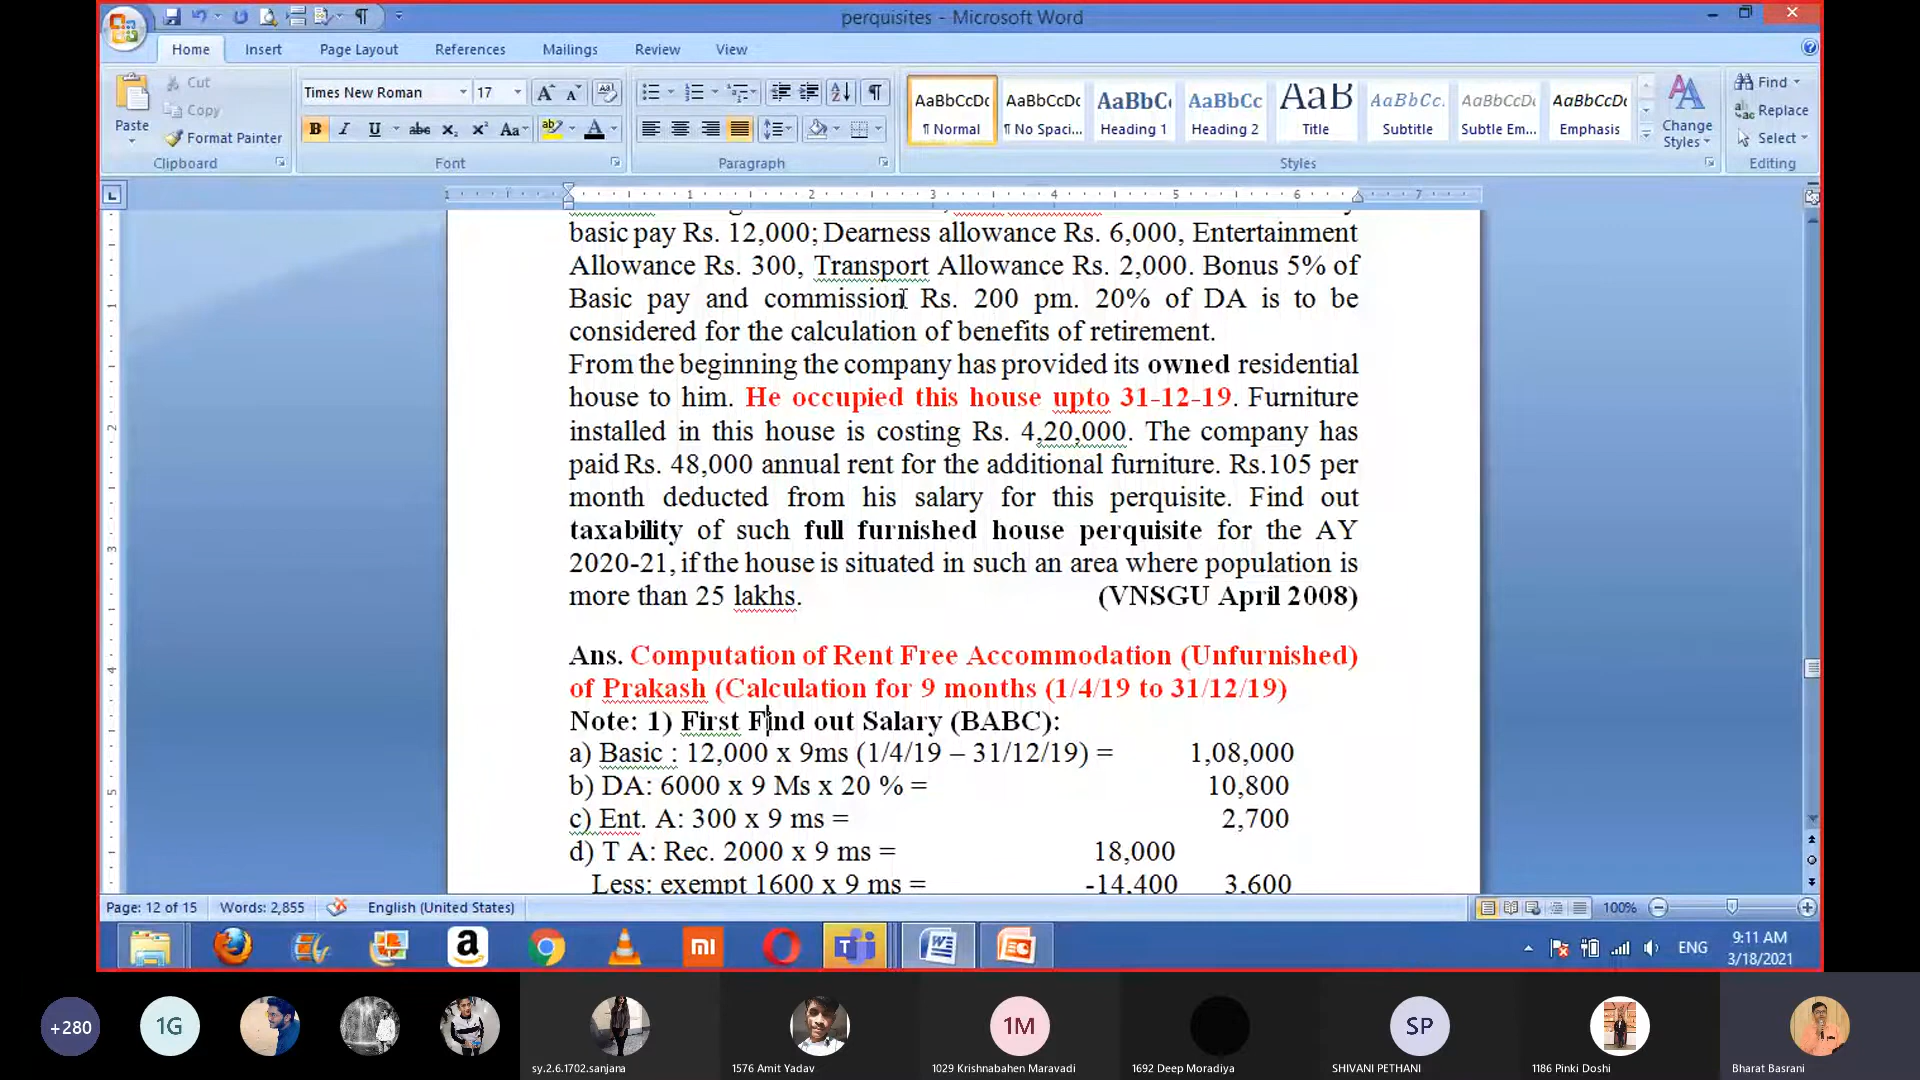 perquisites - Microsoft Word
Home Insert Page Layout References Mailings Review View
Paste
Cut
Copy
Format Painter
Clipboard
Times New Roman 17
Font
Paragraph
AaBbCcDc AaBbCcDc AaBbC AaBbCc AaB AaBbCc. AaBbCcDt AaBbCcDt
¶ Normal ¶ No Spaci... Heading 1 Heading 2 Title Subtitle Subtle Em... Emphasis
Change Styles
Styles
Find
Replace
Select
Editing
1 1 2 3 4 5 6 7
basic pay Rs. 12,000; Dearness allowance Rs. 6,000, Entertainment
Allowance Rs. 300, Transport Allowance Rs. 2,000. Bonus 5% of
Basic pay and commission Rs. 200 pm. 20% of DA is to be
considered for the calculation of benefits of retirement.
From the beginning the company has provided its owned residential
house to him. He occupied this house upto 31-12-19. Furniture
installed in this house is costing Rs. 4,20,000. The company has
paid Rs. 48,000 annual rent for the additional furniture. Rs.105 per
month deducted from his salary for this perquisite. Find out
taxability of such full furnished house perquisite for the AY
2020-21, if the house is situated in such an area where population is
more than 25 lakhs. (VNSGU April 2008)
Ans. Computation of Rent Free Accommodation (Unfurnished)
of Prakash (Calculation for 9 months (1/4/19 to 31/12/19)
Note: 1) First Find out Salary (BABC):
a) Basic : 12,000 x 9ms (1/4/19 – 31/12/19) = 1,08,000
b) DA: 6000 x 9 Ms x 20 % = 10,800
c) Ent. A: 300 x 9 ms = 2,700
d) T A: Rec. 2000 x 9 ms = 18,000
Less: exempt 1600 x 9 ms = -14,400 3,600
Page: 12 of 15 Words: 2,855 English (United States) 100%
ENG 9:11 AM
3/18/2021
+280 1G 1M SP
sy.2.6.1702.sanjana 1576 Amit Yadav 1029 Krishnabahen Maravadi 1692 Deep Moradiya SHIVANI PETHANI 1186 Pinki Doshi Bharat Basrani